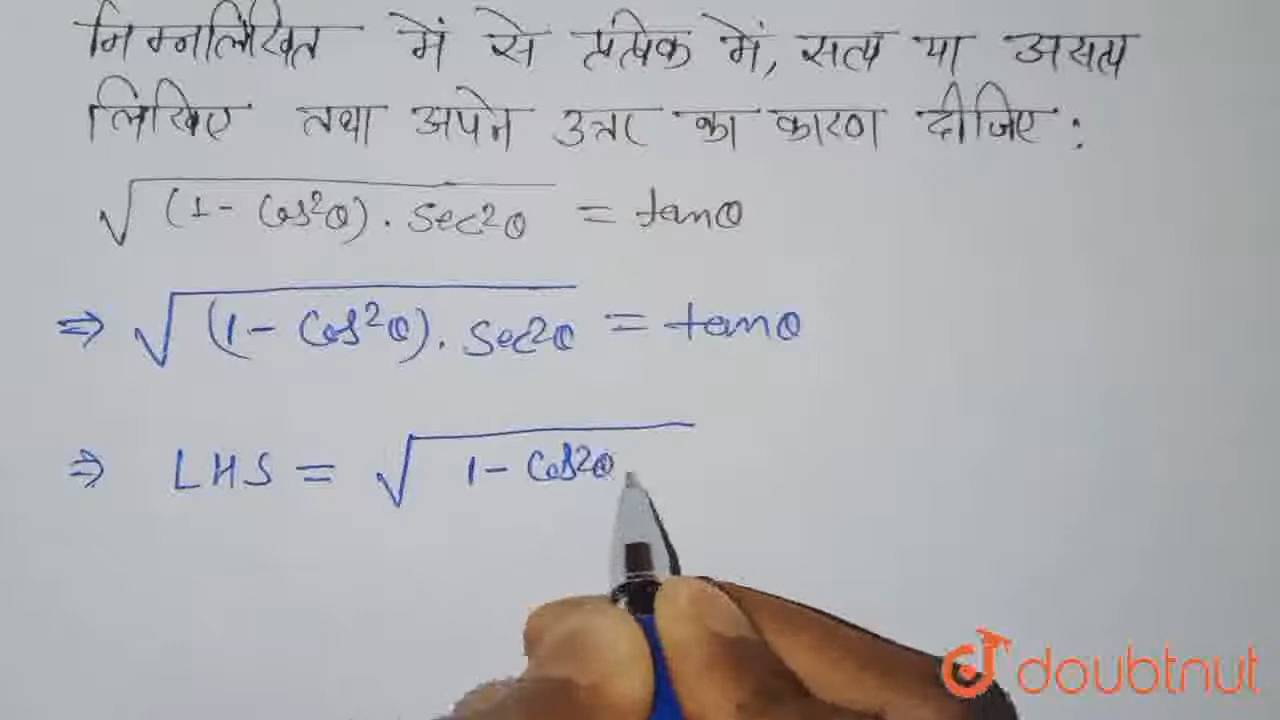 निम्नलिखित में से प्रत्येक में, सत्य या असत्य
लिखिए तथा अपने उत्तर का कारण दीजिए :
√(1 - Cos²θ) . Sec²θ = tanθ
⇒ √(1 - Cos²θ) . Sec²θ = tanθ
⇒ LHS = √1 - Cos²θ
doubtnut